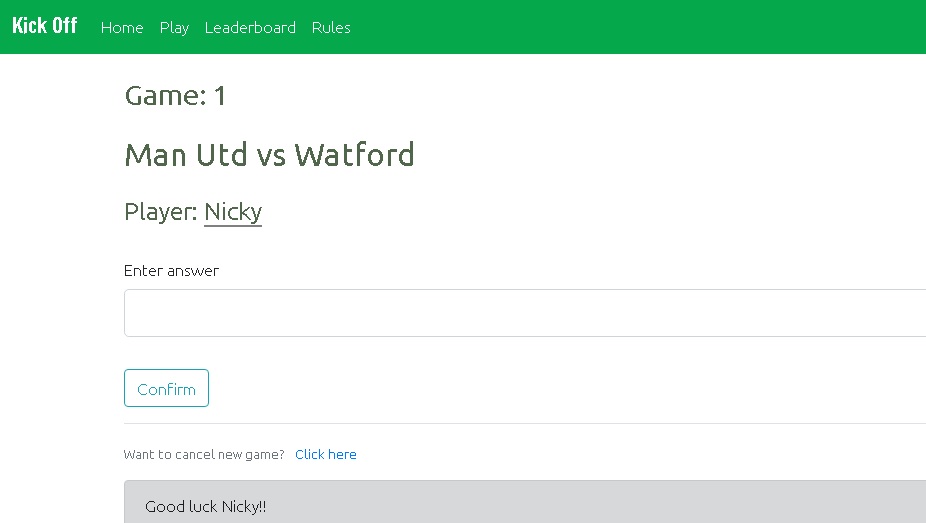 Kick Off Home Play Leaderboard Rules
Game: 1
Man Utd vs Watford
Player: Nicky
Enter answer
Confirm
Want to cancel new game? Click here
Good luck Nicky!!